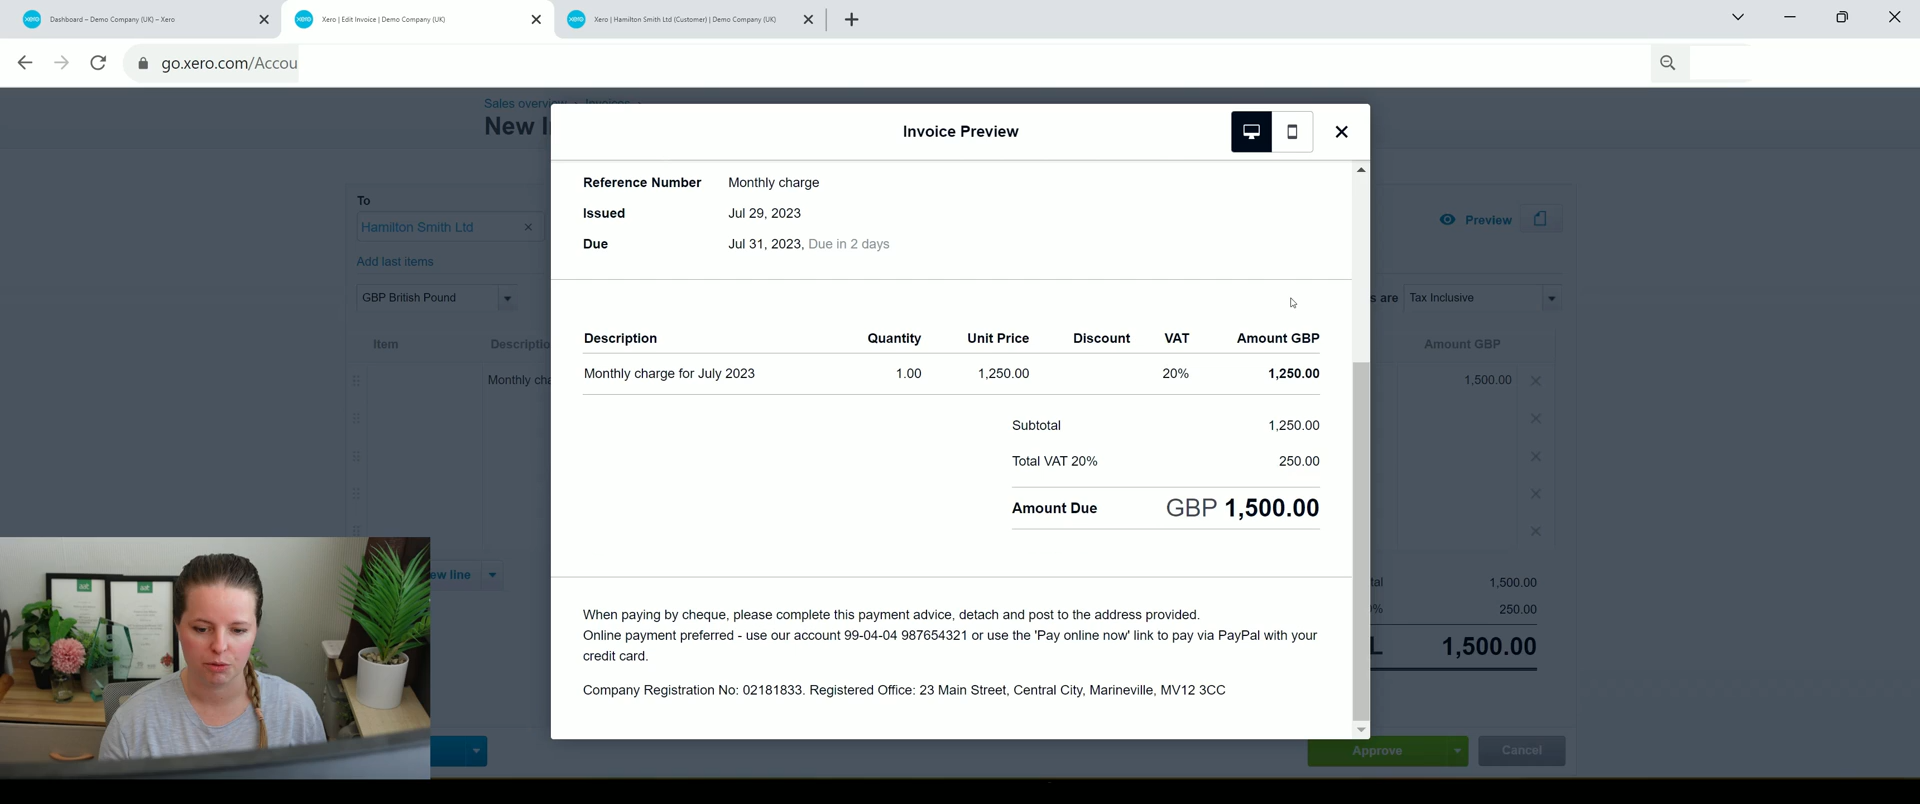 xero Dashboard – Demo Company (UK) – Xero
xero Xero | Edit Invoice | Demo Company (UK)
xero Xero | Hamilton Smith Ltd (Customer) | Demo Company (UK)
go.xero.com/Accou
Sales overview Invoices
New I
Invoice Preview
To
Hamilton Smith Ltd
Add last items
GBP British Pound
Item
Descriptio
Monthly cha
Reference Number Monthly charge
Issued Jul 29, 2023
Due Jul 31, 2023, Due in 2 days
Description Quantity Unit Price Discount VAT Amount GBP
Monthly charge for July 2023 1.00 1,250.00 20% 1,250.00
Subtotal 1,250.00
Total VAT 20% 250.00
Amount Due GBP 1,500.00
When paying by cheque, please complete this payment advice, detach and post to the address provided.
Online payment preferred - use our account 99-04-04 987654321 or use the 'Pay online now' link to pay via PayPal with your
credit card.
Company Registration No: 02181833. Registered Office: 23 Main Street, Central City, Marineville, MV12 3CC
Preview
s are Tax Inclusive
Amount GBP
1,500.00
ew line
tal 1,500.00
% 250.00
L 1,500.00
Approve Cancel